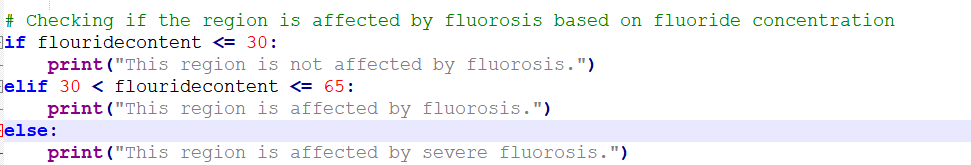 # Checking if the region is affected by fluorosis based on fluoride concentration
if flouridecontent <= 30:
    print("This region is not affected by fluorosis.")
elif 30 < flouridecontent <= 65:
    print("This region is affected by fluorosis.")
else:
    print("This region is affected by severe fluorosis.")